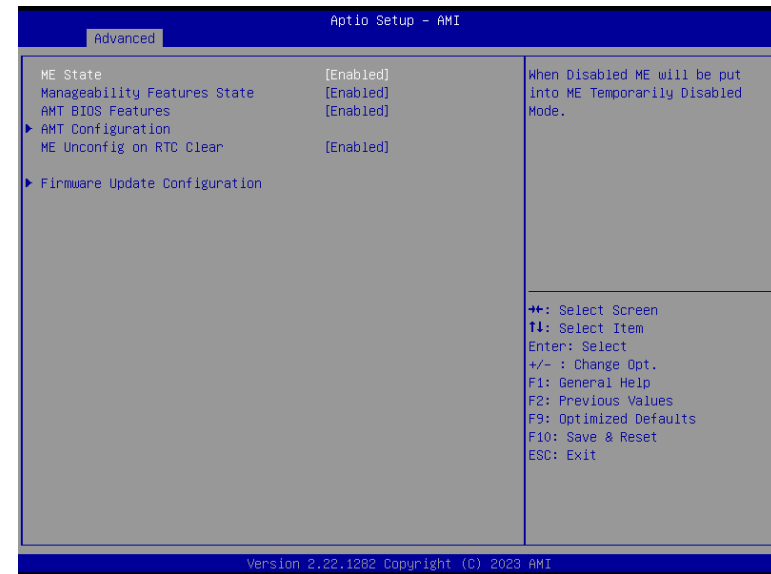 Aptio Setup - AMI
Advanced
ME State [Enabled]
Manageability Features State [Enabled]
AMT BIOS Features [Enabled]
▶ AMT Configuration
ME Unconfig on RTC Clear [Enabled]
▶ Firmware Update Configuration
When Disabled ME will be put
into ME Temporarily Disabled
Mode.
→←: Select Screen
↑↓: Select Item
Enter: Select
+/- : Change Opt.
F1: General Help
F2: Previous Values
F9: Optimized Defaults
F10: Save & Reset
ESC: Exit
Version 2.22.1282 Copyright (C) 2023 AMI